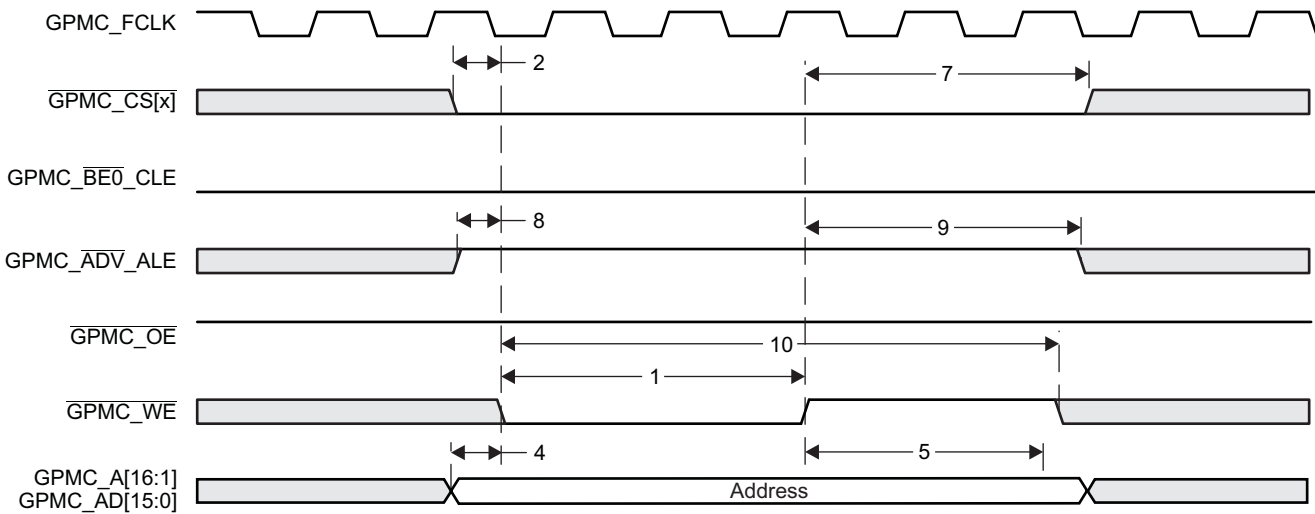 GPMC_FCLK
2
7
GPMC_CS[x]
GPMC_BE0_CLE
8
9
GPMC_ADV_ALE
GPMC_OE
10
1
GPMC_WE
4
5
GPMC_A[16:1]
GPMC_AD[15:0]
Address